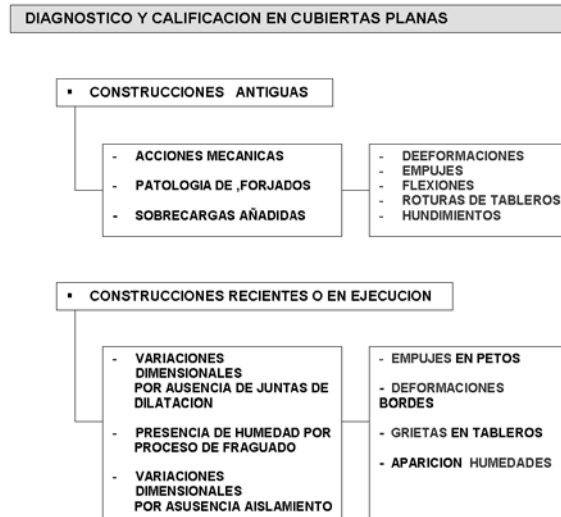 DIAGNOSTICO Y CALIFICACION EN CUBIERTAS PLANAS
▪ CONSTRUCCIONES ANTIGUAS
- ACCIONES MECANICAS
- PATOLOGIA DE ,FORJADOS
- SOBRECARGAS AÑADIDAS
- DEEFORMACIONES
- EMPUJES
- FLEXIONES
- ROTURAS DE TABLEROS
- HUNDIMIENTOS
▪ CONSTRUCCIONES RECIENTES O EN EJECUCION
- VARIACIONES
DIMENSIONALES
POR AUSENCIA DE JUNTAS DE
DILATACION
- PRESENCIA DE HUMEDAD POR
PROCESO DE FRAGUADO
- VARIACIONES
DIMENSIONALES
POR ASUSENCIA AISLAMIENTO
- EMPUJES EN PETOS
- DEFORMACIONES
BORDES
- GRIETAS EN TABLEROS
- APARICION HUMEDADES